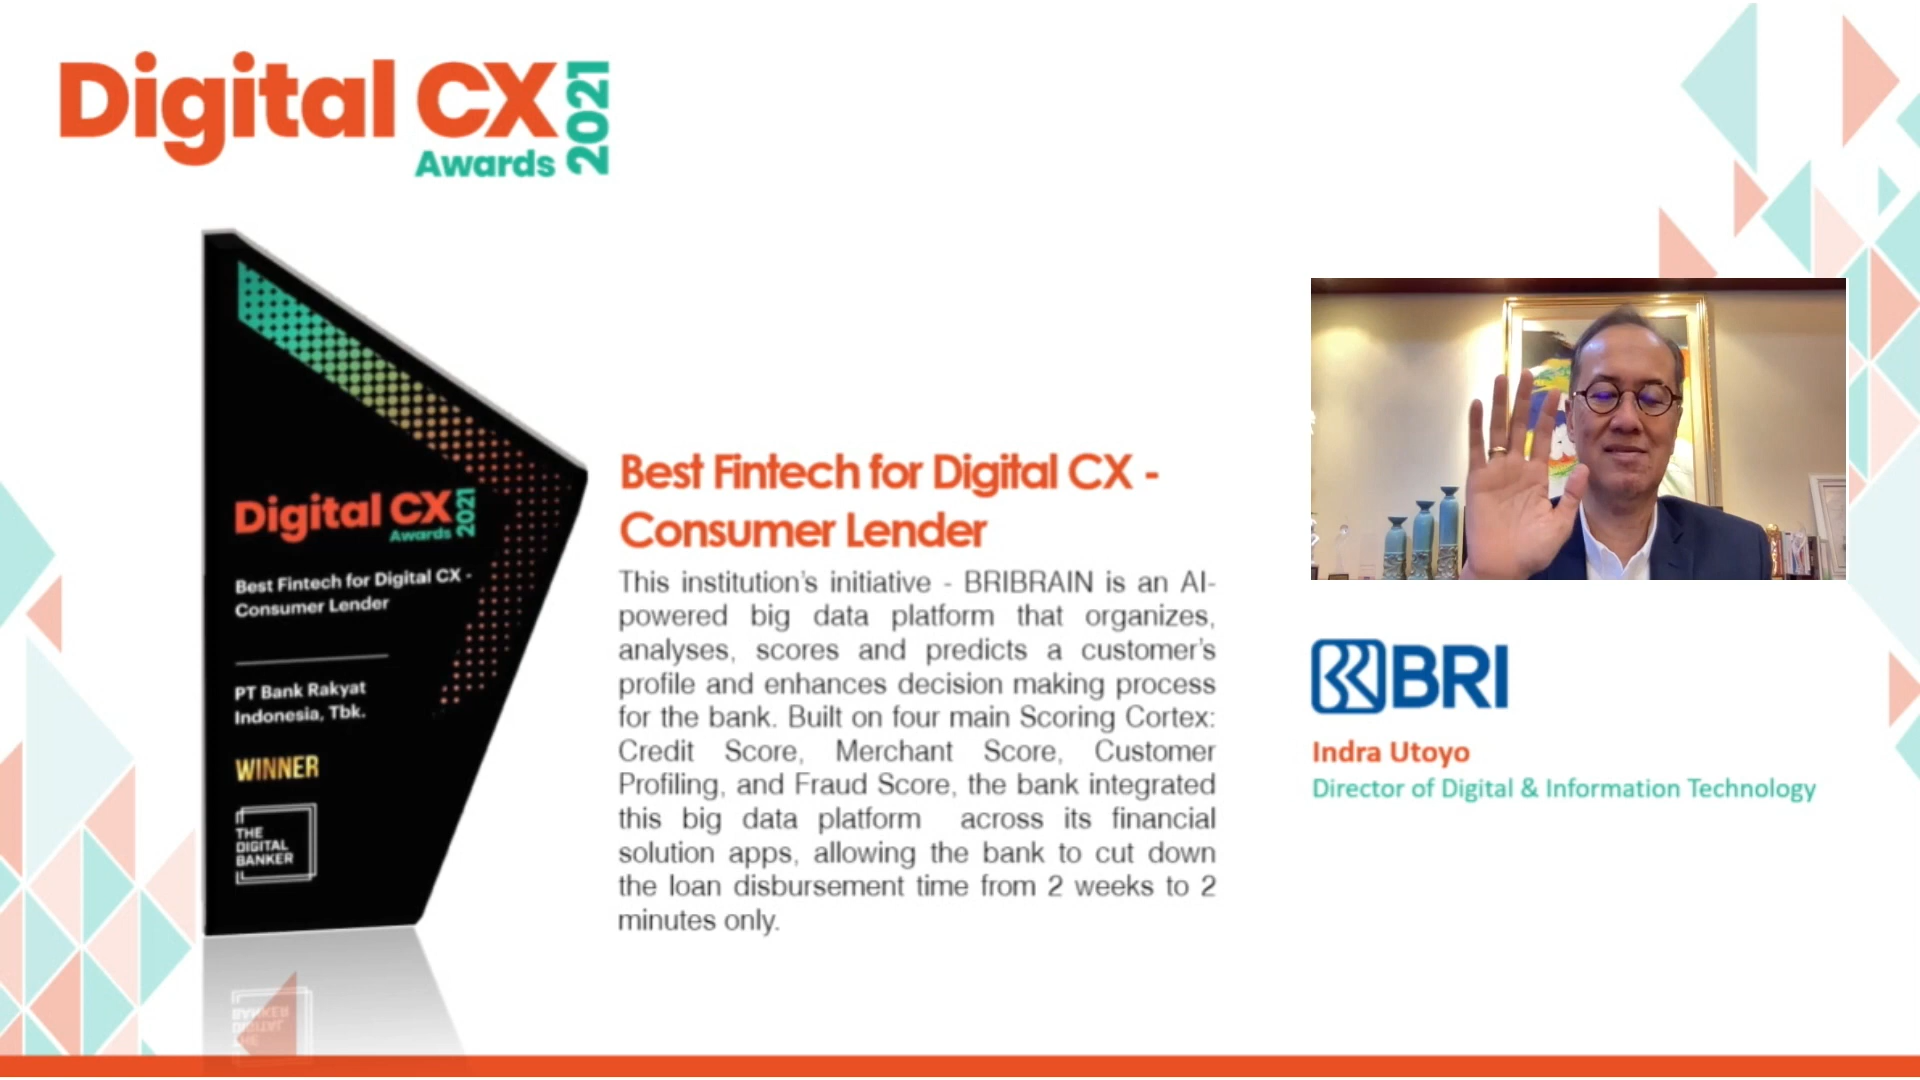 Digital CX
Awards
2021
Digital CX
Awards
2021
Best Fintech for Digital CX -
Consumer Lender
PT Bank Rakyat
Indonesia, Tbk.
WINNER
THE
DIGITAL
BANKER
Best Fintech for Digital CX -
Consumer Lender
This institution's initiative - BRIBRAIN is an AI-
powered big data platform that organizes,
analyses, scores and predicts a customer's
profile and enhances decision making process
for the bank. Built on four main Scoring Cortex:
Credit Score, Merchant Score, Customer
Profiling, and Fraud Score, the bank integrated
this big data platform across its financial
solution apps, allowing the bank to cut down
the loan disbursement time from 2 weeks to 2
minutes only.
BRI
Indra Utoyo
Director of Digital & Information Technology